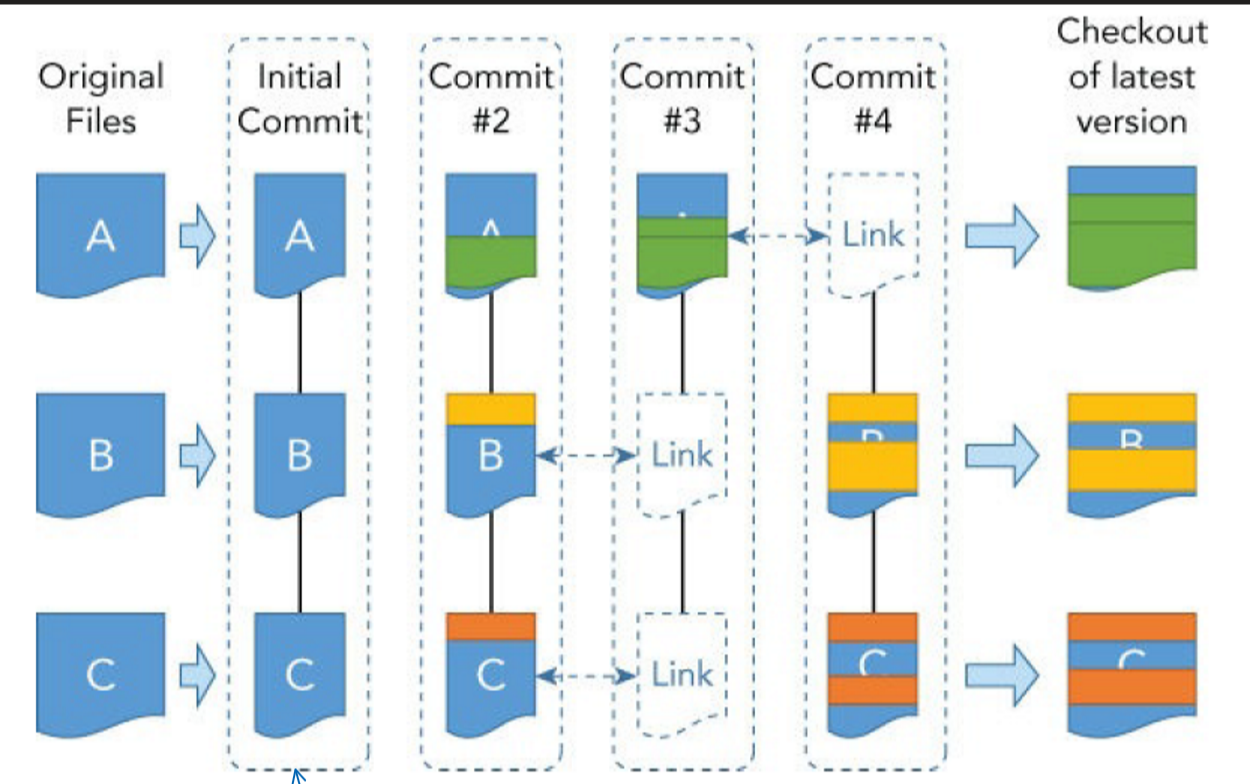 Original
Files
Initial
Commit
Commit
#2
Commit
#3
Commit
#4
Checkout
of latest
version
A
A
Link
B
B
B
Link
C
C
C
Link